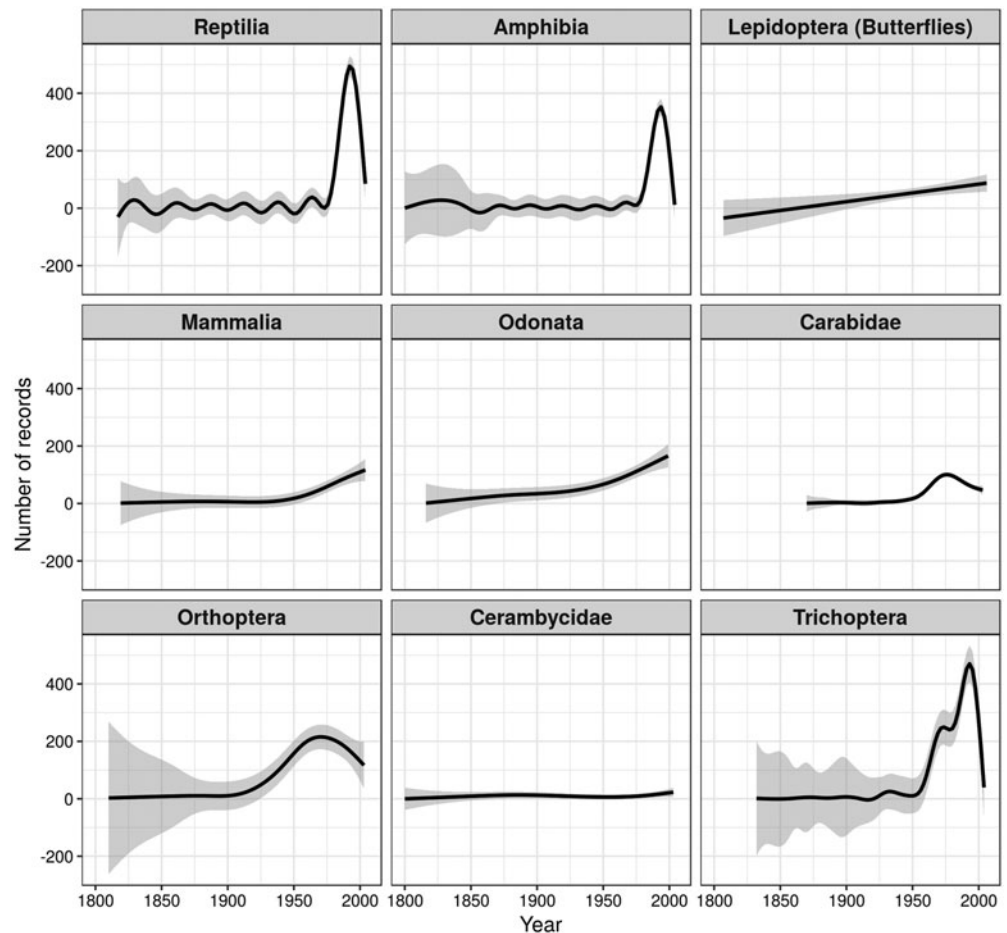 Reptilia
Amphibia
Lepidoptera (Butterflies)
400
200
0
-200
Mammalia
Odonata
Carabidae
400
200
0
-200
Orthoptera
Cerambycidae
Trichoptera
400
200
0
-200
Number of records
1800 1850 1900 1950 2000
1800 1850 1900 1950 2000
1800 1850 1900 1950 2000
Year